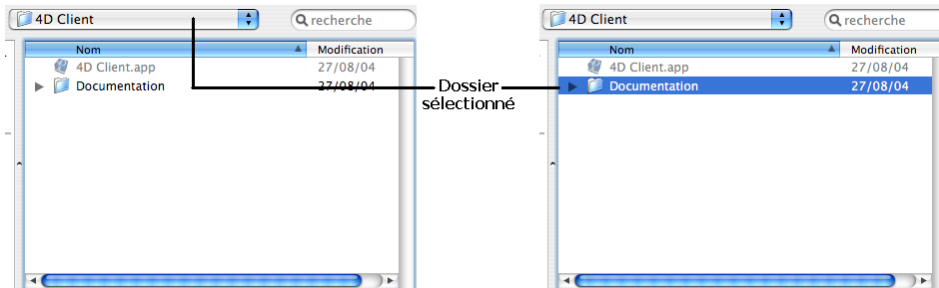 4D Client
recherche
Nom
Modification
4D Client.app
27/08/04
Documentation
27/08/04
Dossier
sélectionné
4D Client
recherche
Nom
Modification
4D Client.app
27/08/04
Documentation
27/08/04